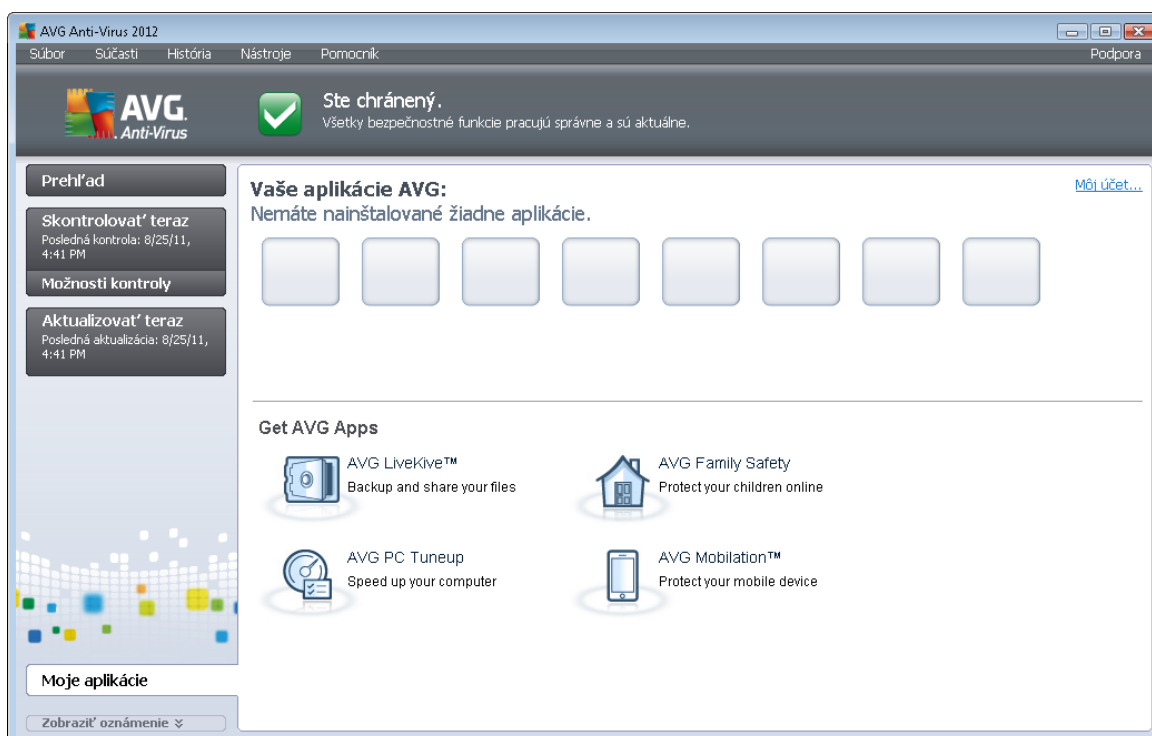 AVG Anti-Virus 2012
Súbor Súčasti História Nástroje Pomocník Podpora
AVG.
Anti-Virus
Ste chránený.
Všetky bezpečnostné funkcie pracujú správne a sú aktuálne.
Prehľad
Skontrolovať teraz
Posledná kontrola: 8/25/11,
4:41 PM
Možnosti kontroly
Aktualizovať teraz
Posledná aktualizácia: 8/25/11,
4:41 PM
Moje aplikácie
Zobraziť oznámenie
Vaše aplikácie AVG:
Môj účet...
Nemáte nainštalované žiadne aplikácie.
Get AVG Apps
AVG LiveKive™
Backup and share your files
AVG Family Safety
Protect your children online
AVG PC Tuneup
Speed up your computer
AVG Mobilation™
Protect your mobile device